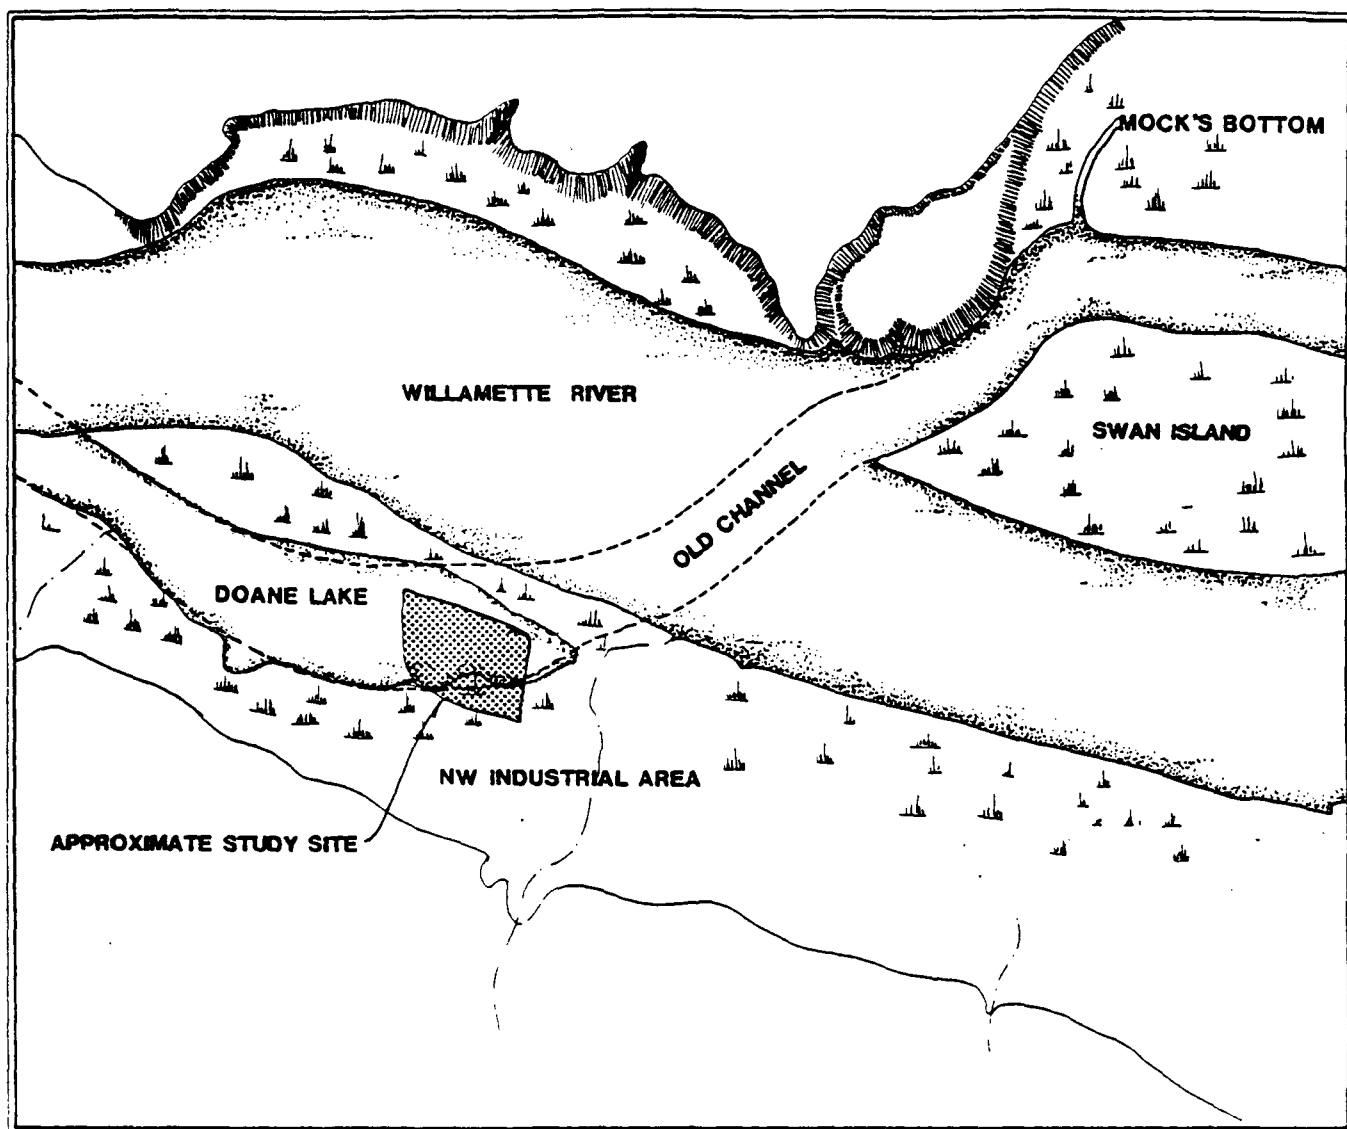 MOCK'S BOTTOM
WILLAMETTE RIVER
SWAN ISLAND
OLD CHANNEL
DOANE LAKE
NW INDUSTRIAL AREA
APPROXIMATE STUDY SITE